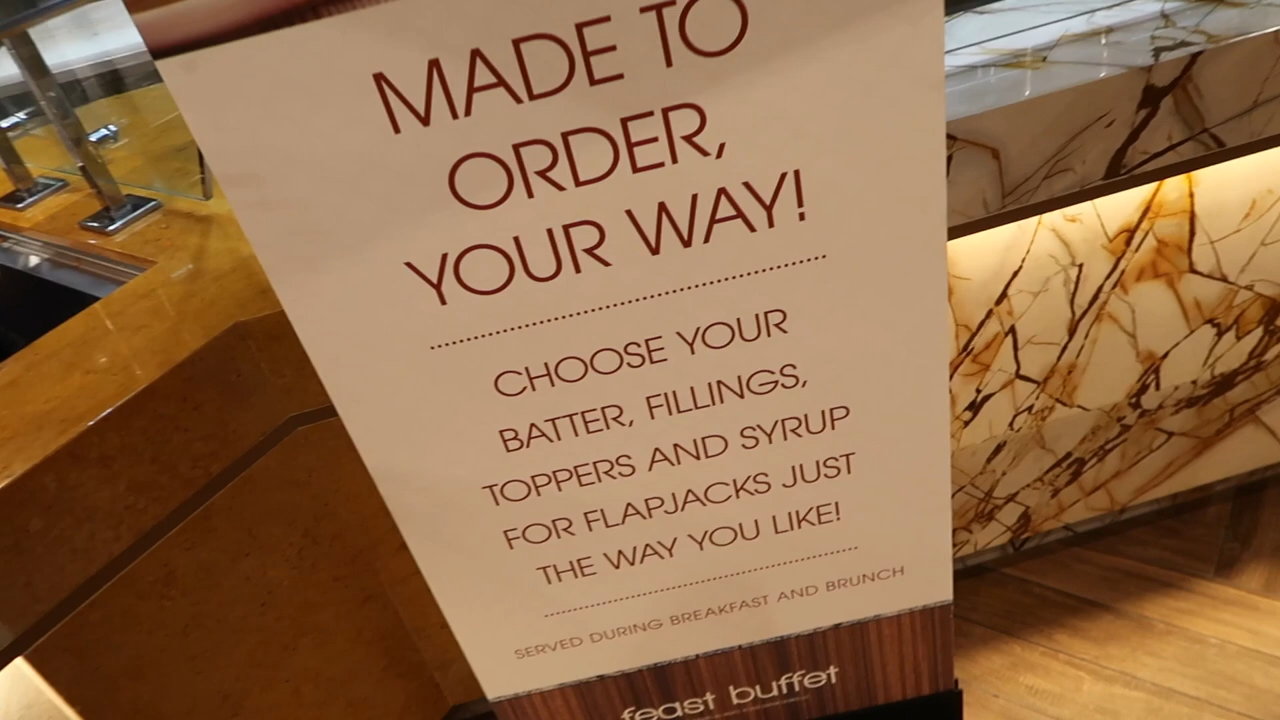 MADE TO
ORDER,
YOUR WAY!
CHOOSE YOUR
BATTER, FILLINGS,
TOPPERS AND SYRUP
FOR FLAPJACKS JUST
THE WAY YOU LIKE!
SERVED DURING BREAKFAST AND BRUNCH
feast buffet